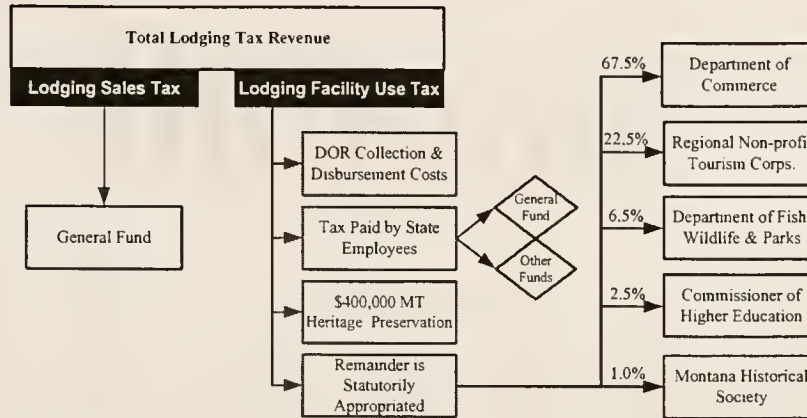 Total Lodging Tax Revenue
Lodging Sales Tax
Lodging Facility Use Tax
General Fund
DOR Collection &
Disbursement Costs
Tax Paid by State
Employees
General
Fund
Other
Funds
$400,000 MT
Heritage Preservation
Remainder is
Statutorily
Appropriated
67.5%
Department of
Commerce
22.5%
Regional Non-profi
Tourism Corps.
6.5%
Department of Fish
Wildlife & Parks
2.5%
Commissioner of
Higher Education
1.0%
Montana Historical
Society